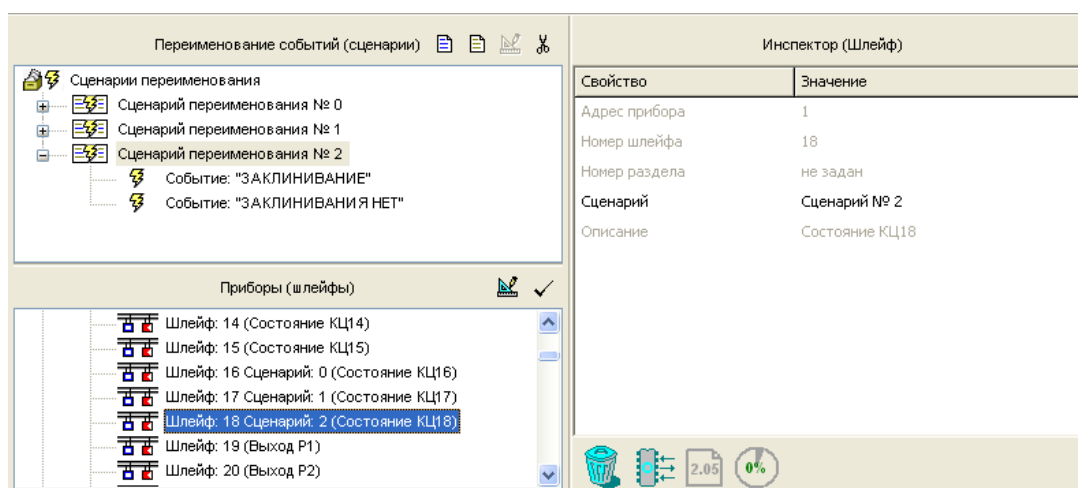 Переименование событий (сценарии)
Сценарии переименования
Сценарий переименования № 0
Сценарий переименования № 1
Сценарий переименования № 2
Событие: "ЗАКЛИНИВАНИЕ"
Событие: "ЗАКЛИНИВАНИЯ НЕТ"
Приборы (шлейфы)
Шлейф: 14 (Состояние КЦ14)
Шлейф: 15 (Состояние КЦ15)
Шлейф: 16 Сценарий: 0 (Состояние КЦ16)
Шлейф: 17 Сценарий: 1 (Состояние КЦ17)
Шлейф: 18 Сценарий: 2 (Состояние КЦ18)
Шлейф: 19 (Выход Р1)
Шлейф: 20 (Выход Р2)
Инспектор (Шлейф)
Свойство Значение
Адрес прибора 1
Номер шлейфа 18
Номер раздела не задан
Сценарий Сценарий № 2
Описание Состояние КЦ18
2.05 0%